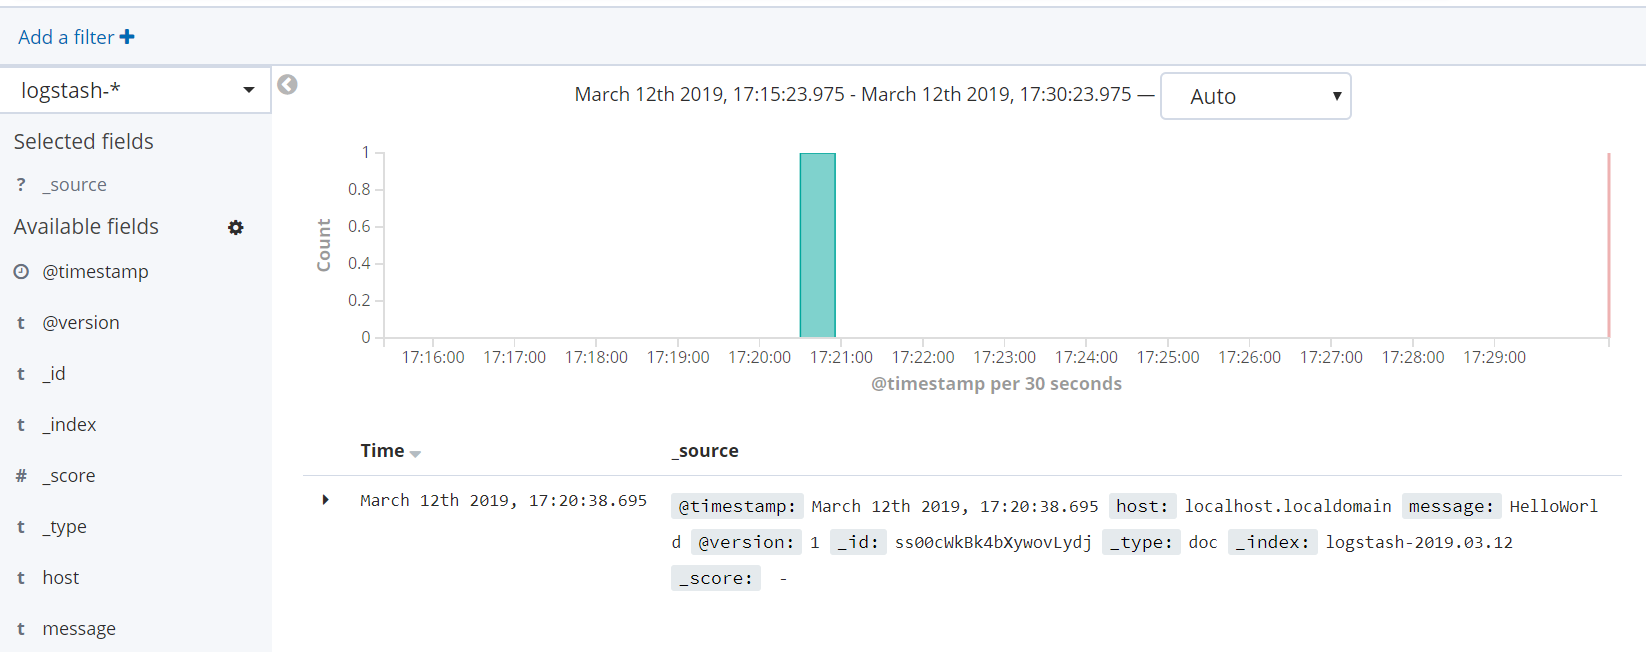 Add a filter +
logstash-*
Selected fields
? _source
Available fields
@timestamp
t @version
t _id
t _index
# _score
t _type
t host
t message
March 12th 2019, 17:15:23.975 - March 12th 2019, 17:30:23.975 — Auto
Count
1
0.8
0.6
0.4
0.2
0
17:16:00 17:17:00 17:18:00 17:19:00 17:20:00 17:21:00 17:22:00 17:23:00 17:24:00 17:25:00 17:26:00 17:27:00 17:28:00 17:29:00
@timestamp per 30 seconds
Time _source
March 12th 2019, 17:20:38.695 @timestamp: March 12th 2019, 17:20:38.695 host: localhost.localdomain message: HelloWorl
d @version: 1 _id: ss00cWkBk4bXywovLydj _type: doc _index: logstash-2019.03.12
_score: -